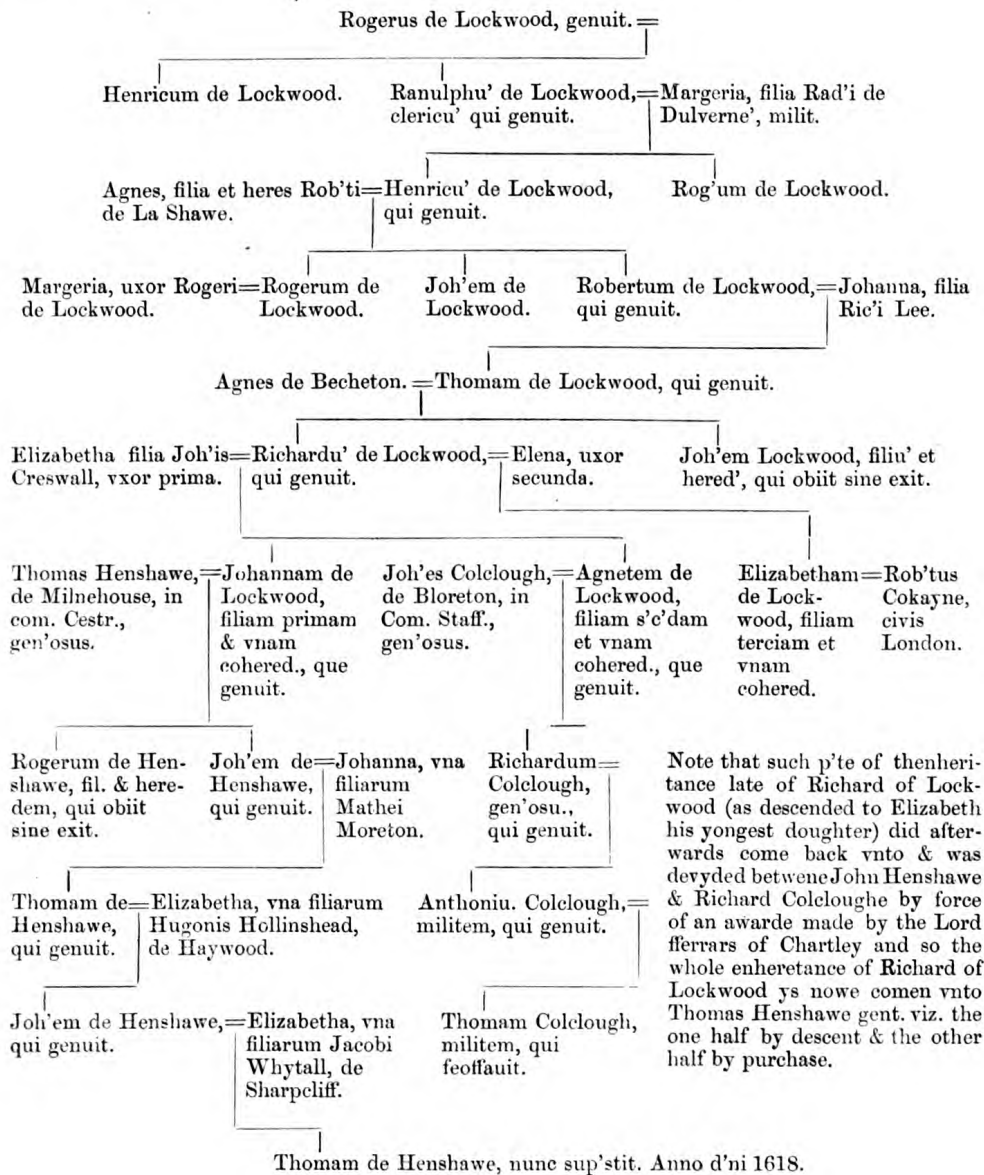 Rogerus de Lockwood, genuit. =
Henricum de Lockwood.
Ranulphu' de Lockwood,=Margeria, filia Rad'i de
clericu' qui genuit. Dulverne', milit.
Agnes, filia et heres Rob'ti=Henricu' de Lockwood,
de La Shawe. qui genuit.
Rog'um de Lockwood.
Margeria, uxor Rogeri=Rogerum de
de Lockwood. Lockwood.
Joh'em de
Lockwood.
Robertum de Lockwood,=Johanna, filia
qui genuit. Ric'i Lee.
Agnes de Becheton. =Thomam de Lockwood, qui genuit.
Elizabetha filia Joh'is=Richardu' de Lockwood,=Elena, uxor
Creswall, vxor prima. qui genuit. secunda.
Joh'em Lockwood, filiu' et
hered', qui obiit sine exit.
Thomas Henshawe,=Johannam de
de Milnehouse, in Lockwood,
com. Cestr., filiam primam
gen'osus. & vnam
cohered., que
genuit.
Joh'es Colclough,=Agnetem de
de Bloreton, in Lockwood,
Com. Staff., filiam s'c'dam
gen'osus. et vnam
cohered., que
genuit.
Elizabetham=Rob'tus
de Lock- Cokayne,
wood, filiam civis
terciam et London.
vnam
cohered.
Rogerum de Hen-
shawe, fil. & here-
dem, qui obiit
sine exit.
Joh'em de=Johanna, vna
Henshawe, filiarum
qui genuit. Mathei
Moreton.
Richardum=
Colclough,
gen'osu.,
qui genuit.
Note that such p'te of thenheri-
tance late of Richard of Lock-
wood (as descended to Elizabeth
his yongest doughter) did after-
wards come back vnto & was
devyded betwene John Henshawe
& Richard Colcloughe by force
of an awarde made by the Lord
fferrars of Chartley and so the
whole enheretance of Richard of
Lockwood ys nowe comen vnto
Thomas Henshawe gent. viz. the
one half by descent & the other
half by purchase.
Thomam de=Elizabetha, vna filiarum
Henshawe, Hugonis Hollinshead,
qui genuit. de Haywood.
Anthoniu. Colclough,=
militem, qui genuit.
Joh'em de Henshawe,=Elizabetha, vna
qui genuit. filiarum Jacobi
Whytall, de
Sharpcliff.
Thomam Colclough,
militem, qui
feoffauit.
Thomam de Henshawe, nunc sup'stit. Anno d'ni 1618.